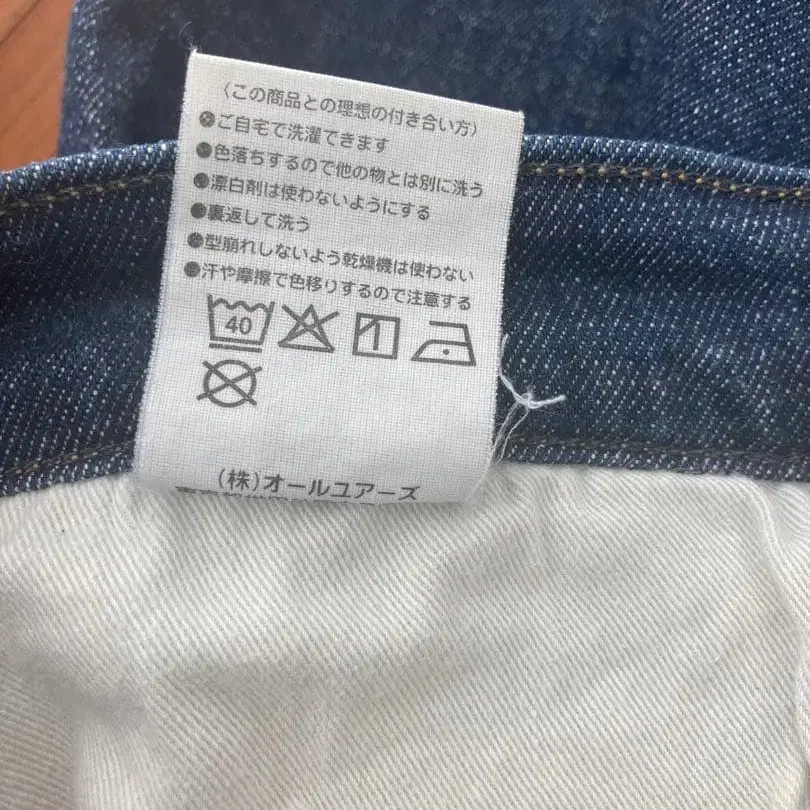 〈この商品との理想の付き合い方〉
●ご自宅で洗濯できます
●色落ちするので他の物とは別に洗う
●漂白剤は使わないようにする
●裏返して洗う
●型崩れしないよう乾燥機は使わない
●汗や摩擦で色移りするので注意する
40
(株)オールユアーズ